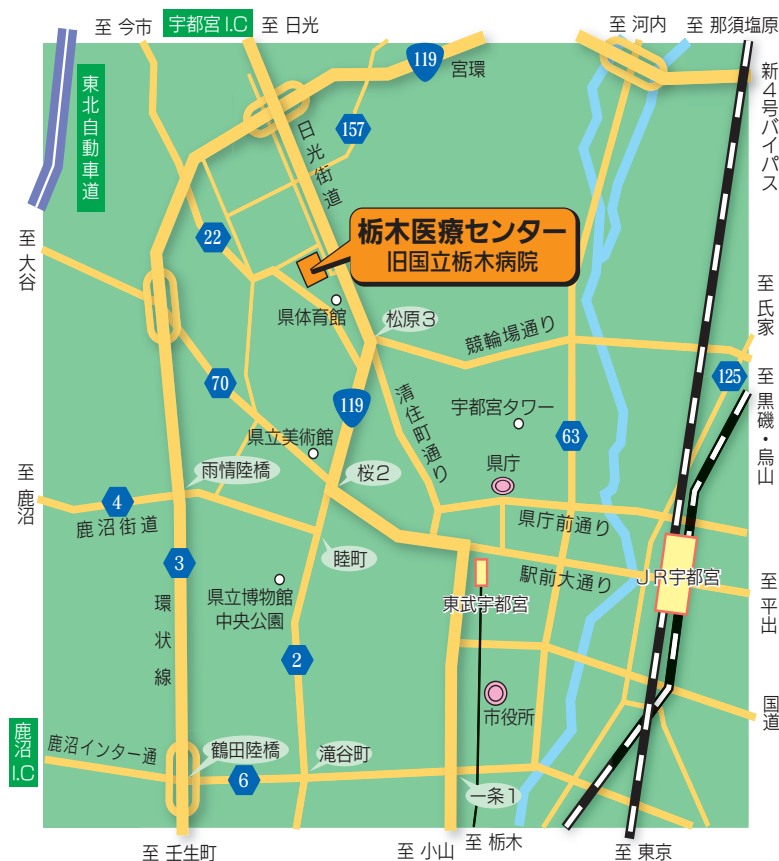 至 今市
宇都宮 I.C
至 日光
至 河内
至 那須塩原
119
宮環
新4号バイパス
東北自動車道
157
日光街道
22
栃木医療センター
旧国立栃木病院
至 大谷
県体育館
松原3
競輪場通り
至 氏家
125
至 黒磯・烏山
70
119
清住町通り
宇都宮タワー
63
県立美術館
県庁
雨情陸橋
桜2
至 鹿沼
4
鹿沼街道
県庁前通り
睦町
駅前大通り
JR宇都宮
3
環状線
県立博物館
中央公園
東武宇都宮
至 平出
2
市役所
国道
鹿沼 I.C
鹿沼インター通
鶴田陸橋
滝谷町
6
一条1
至 壬生町
至 小山
至 栃木
至 東京